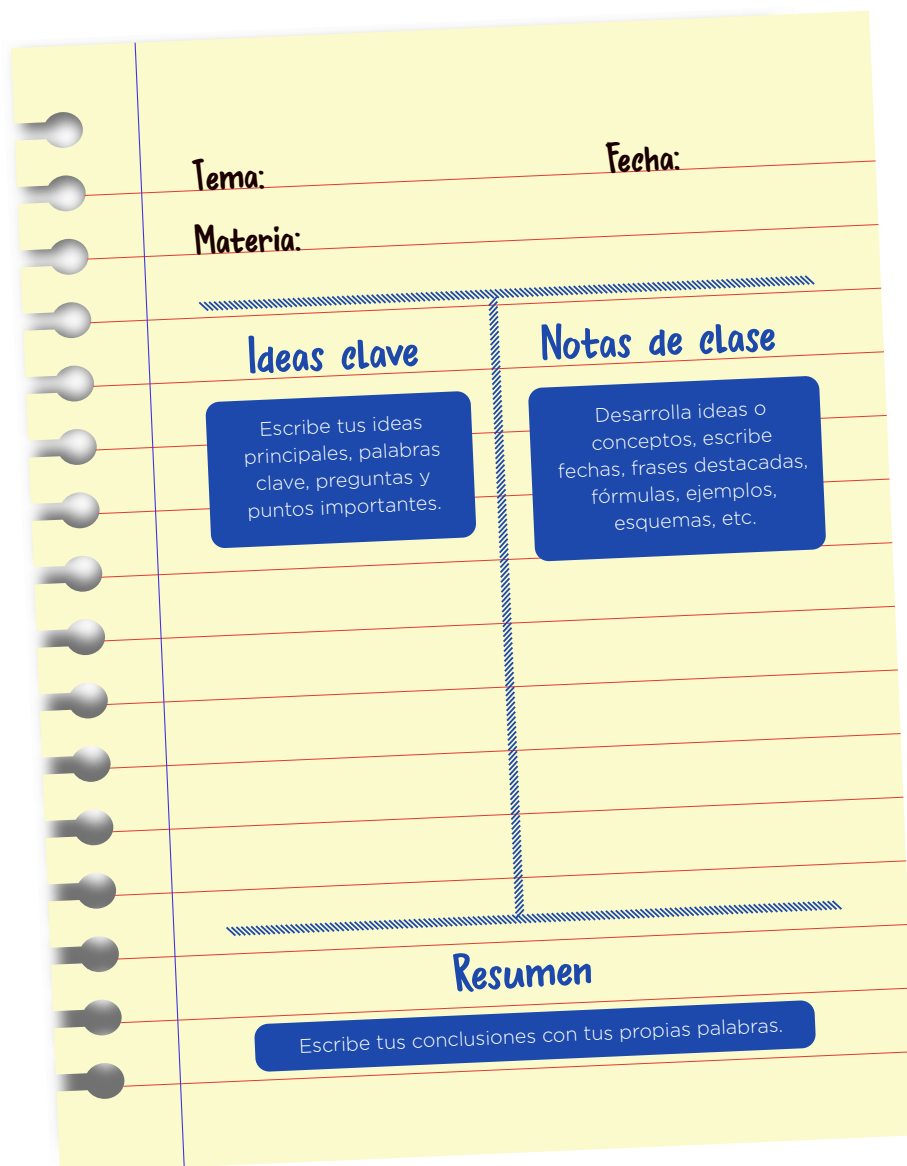 Tema:
Fecha:
Materia:
Ideas clave
Escribe tus ideas
principales, palabras
clave, preguntas y
puntos importantes.
Notas de clase
Desarrolla ideas o
conceptos, escribe
fechas, frases destacadas,
fórmulas, ejemplos,
esquemas, etc.
Resumen
Escribe tus conclusiones con tus propias palabras.